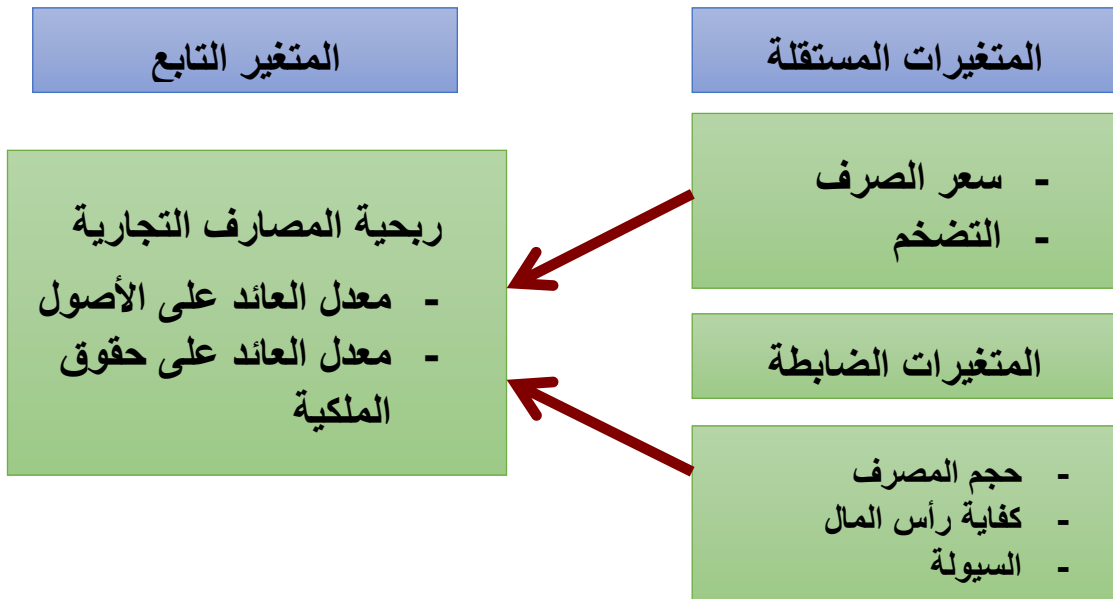 المتغيرات المستقلة
المتغير التابع
- سعر الصرف
- التضخم
ربحية المصارف التجارية
- معدل العائد على الأصول
- معدل العائد على حقوق
الملكية
المتغيرات الضابطة
- حجم المصرف
- كفاية رأس المال
- السيولة